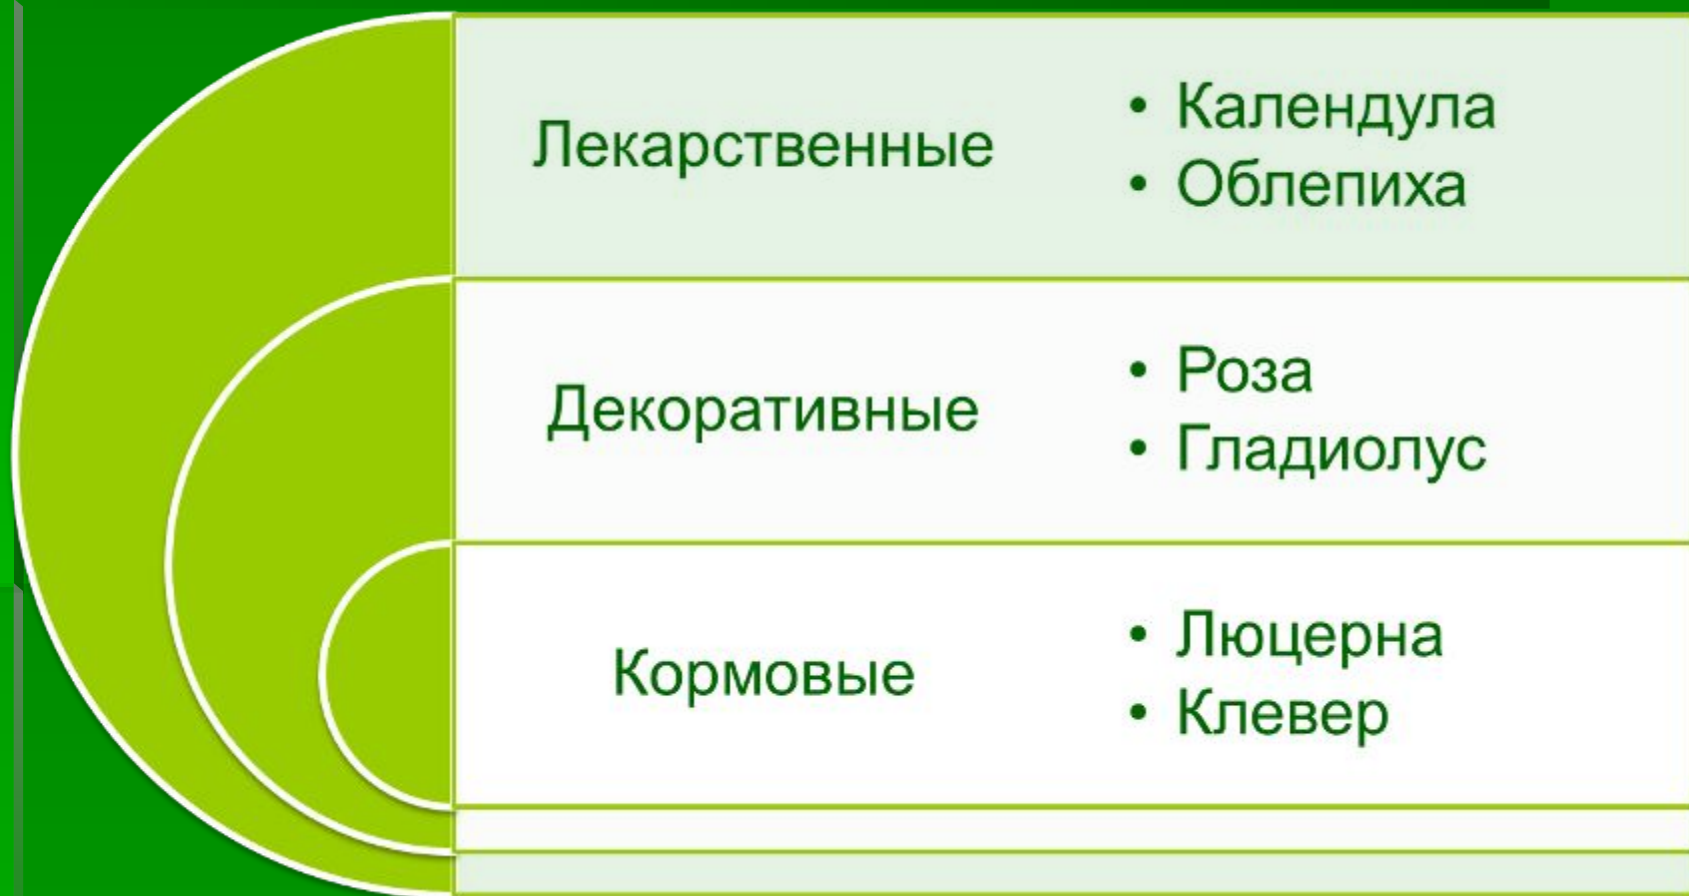 Лекарственные
• Календула
• Облепиха
Декоративные
• Роза
• Гладиолус
Кормовые
• Люцерна
• Клевер